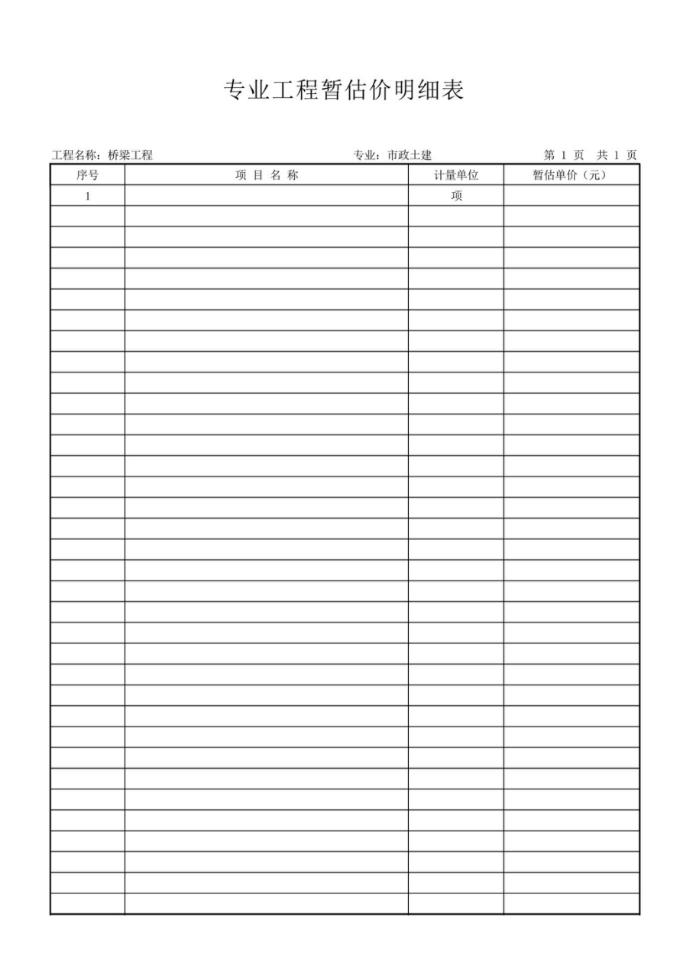 专业工程暂估价明细表
工程名称：桥梁工程 专业：市政土建 第 1 页 共 1 页
序号 项 目 名 称 计量单位 暂估单价（元）
1 项